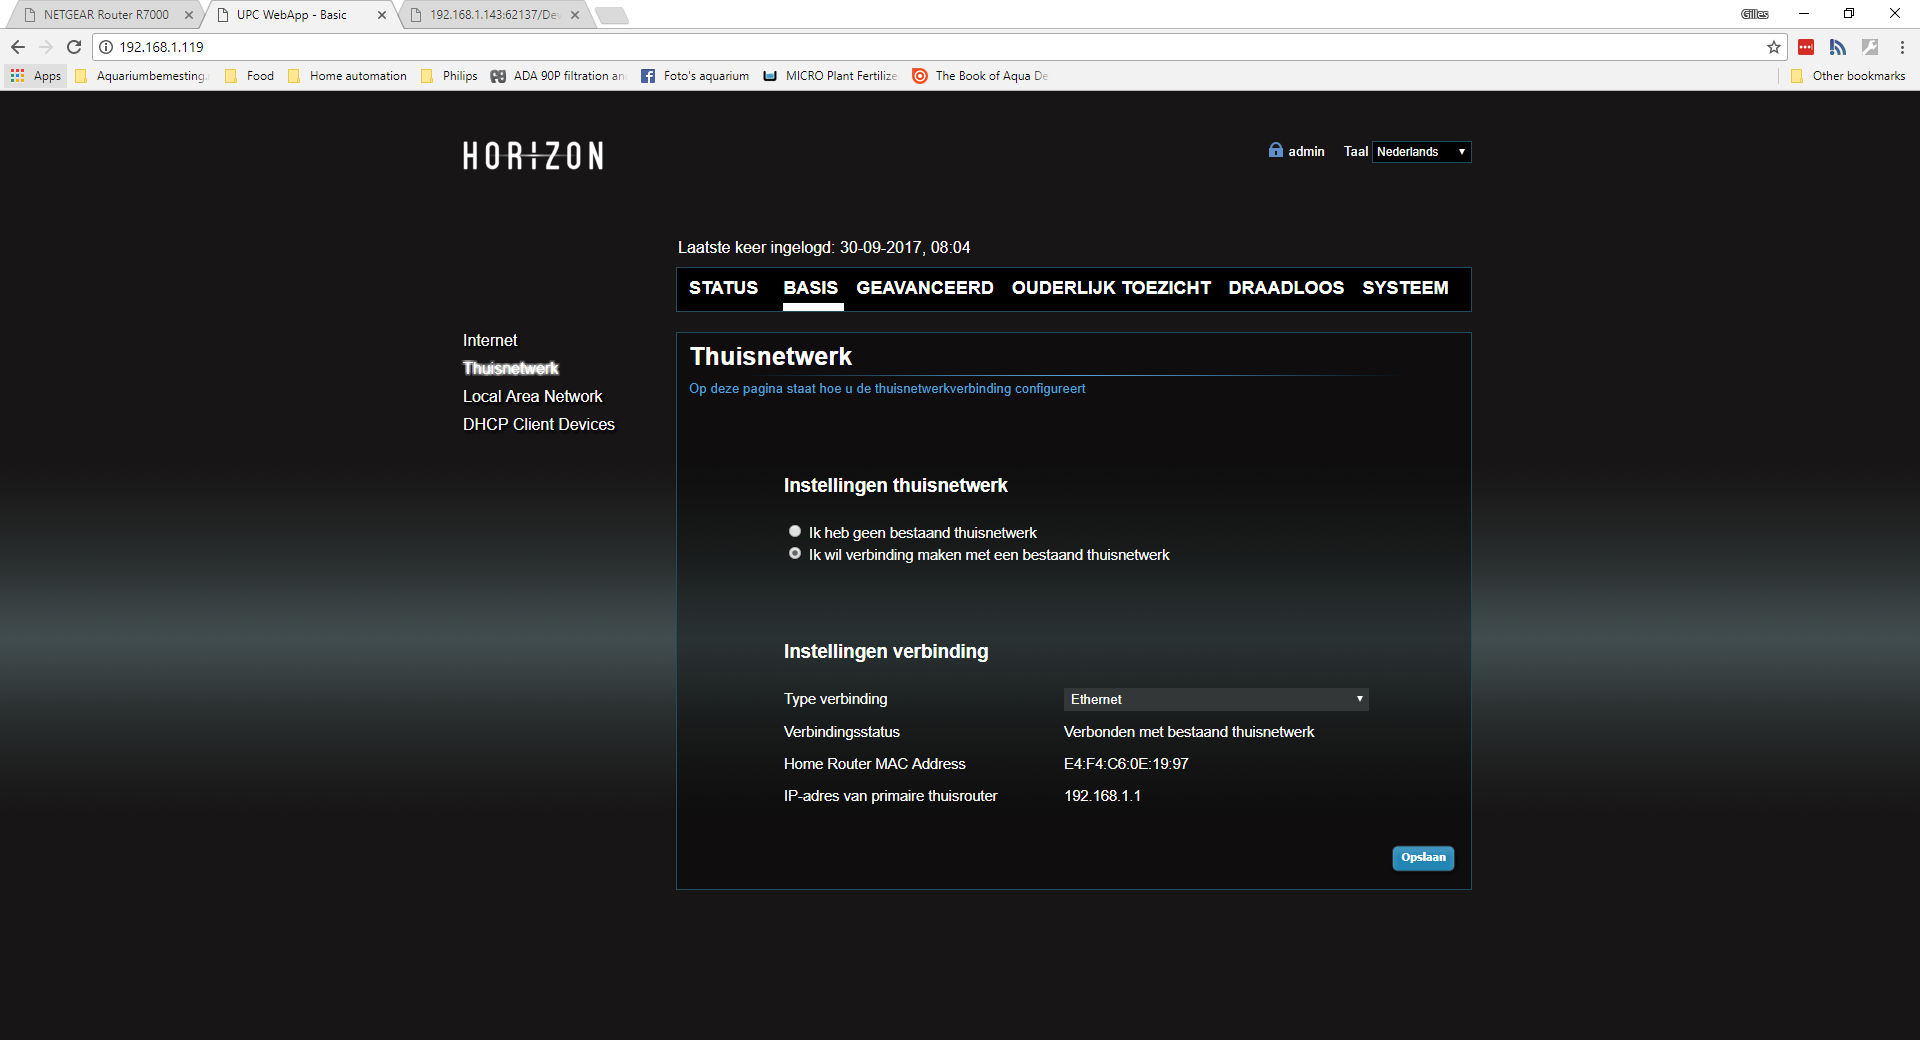 NETGEAR Router R7000
UPC WebApp - Basic
192.168.1.143:62137/De
Gilles
192.168.1.119
Apps
Aquariumbemesting
Food
Home automation
Philips
ADA 90P filtration an
Foto's aquarium
MICRO Plant Fertilize
The Book of Aqua De
Other bookmarks
HORIZON
admin
Taal
Nederlands
Laatste keer ingelogd: 30-09-2017, 08:04
STATUS BASIS GEAVANCEERD OUDERLIJK TOEZICHT DRAADLOOS SYSTEEM
Internet
Thuisnetwerk
Local Area Network
DHCP Client Devices
Thuisnetwerk
Op deze pagina staat hoe u de thuisnetwerkverbinding configureert
Instellingen thuisnetwerk
Ik heb geen bestaand thuisnetwerk
Ik wil verbinding maken met een bestaand thuisnetwerk
Instellingen verbinding
Type verbinding Ethernet
Verbindingsstatus Verbonden met bestaand thuisnetwerk
Home Router MAC Address E4:F4:C6:0E:19:97
IP-adres van primaire thuisrouter 192.168.1.1
Opslaan